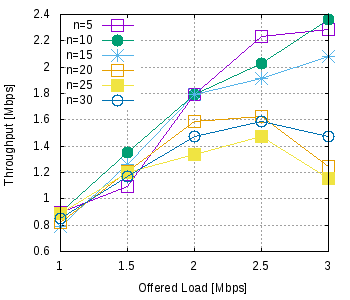 2.4
2.2
2
1.8
1.6
1.4
1.2
1
0.8
0.6
Throughput [Mbps]
n=5
n=10
n=15
n=20
n=25
n=30
1 1.5 2 2.5 3
Offered Load [Mbps]